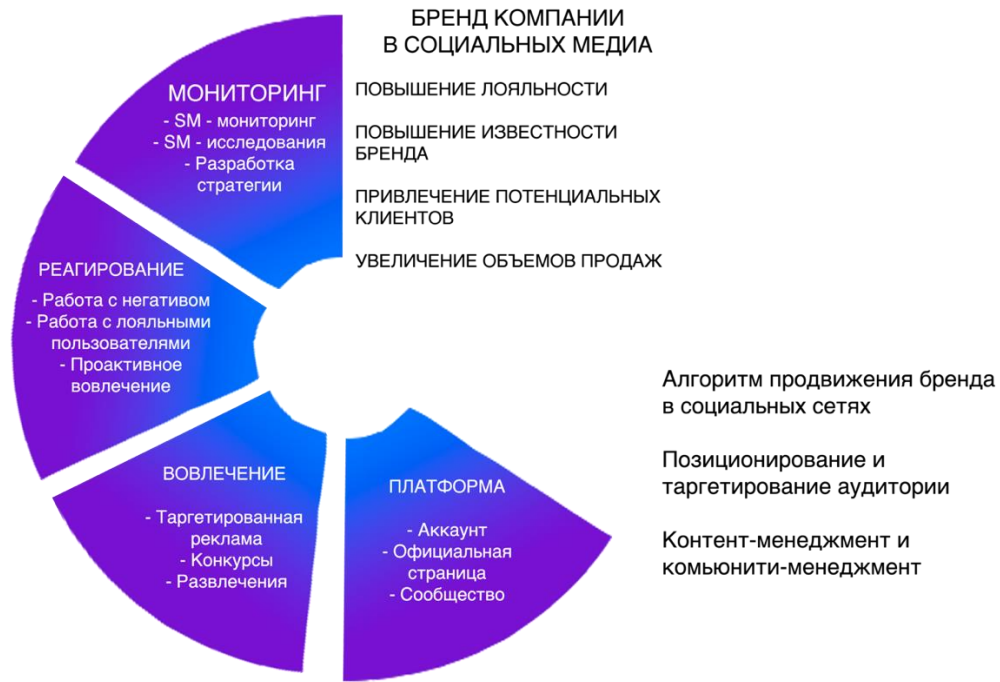 БРЕНД КОМПАНИИ
В СОЦИАЛЬНЫХ МЕДИА
ПОВЫШЕНИЕ ЛОЯЛЬНОСТИ
ПОВЫШЕНИЕ ИЗВЕСТНОСТИ
БРЕНДА
ПРИВЛЕЧЕНИЕ ПОТЕНЦИАЛЬНЫХ
КЛИЕНТОВ
УВЕЛИЧЕНИЕ ОБЪЕМОВ ПРОДАЖ
МОНИТОРИНГ
- SM - мониторинг
- SM - исследования
- Разработка
стратегии
РЕАГИРОВАНИЕ
- Работа с негативом
- Работа с лояльными
пользователями
- Проактивное
вовлечение
ВОВЛЕЧЕНИЕ
- Таргетированная
реклама
- Конкурсы
- Развлечения
ПЛАТФОРМА
- Аккаунт
- Официальная
страница
- Сообщество
Алгоритм продвижения бренда
в социальных сетях
Позиционирование и
таргетирование аудитории
Контент-менеджмент и
комьюнити-менеджмент